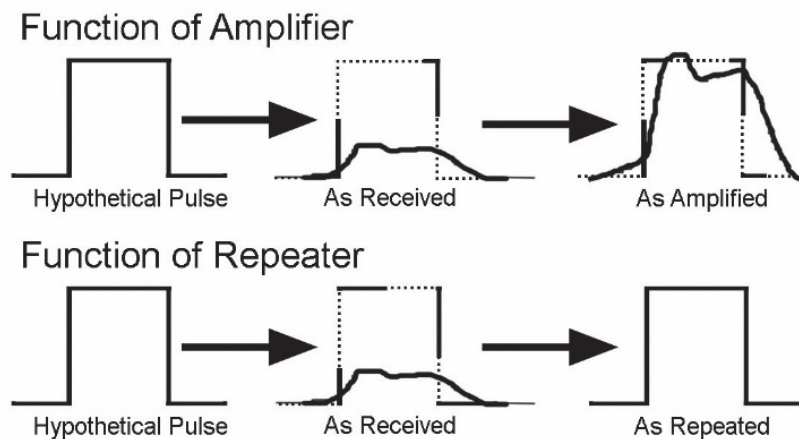 Function of Amplifier
Hypothetical Pulse As Received As Amplified
Function of Repeater
Hypothetical Pulse As Received As Repeated